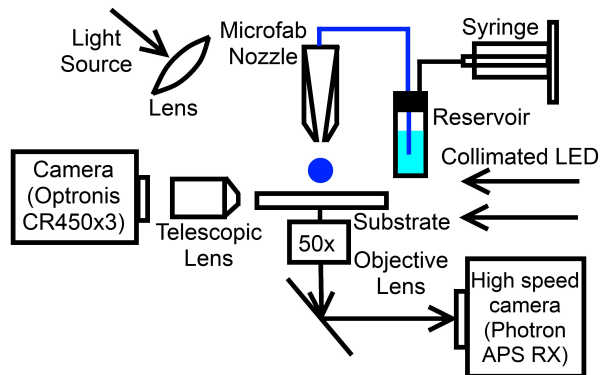 Light
Source
Lens
Microfab
Nozzle
Syringe
Reservoir
Collimated LED
Camera
(Optronis
CR450x3)
Telescopic
Lens
Substrate
50x
Objective
Lens
High speed
camera
(Photron
APS RX)